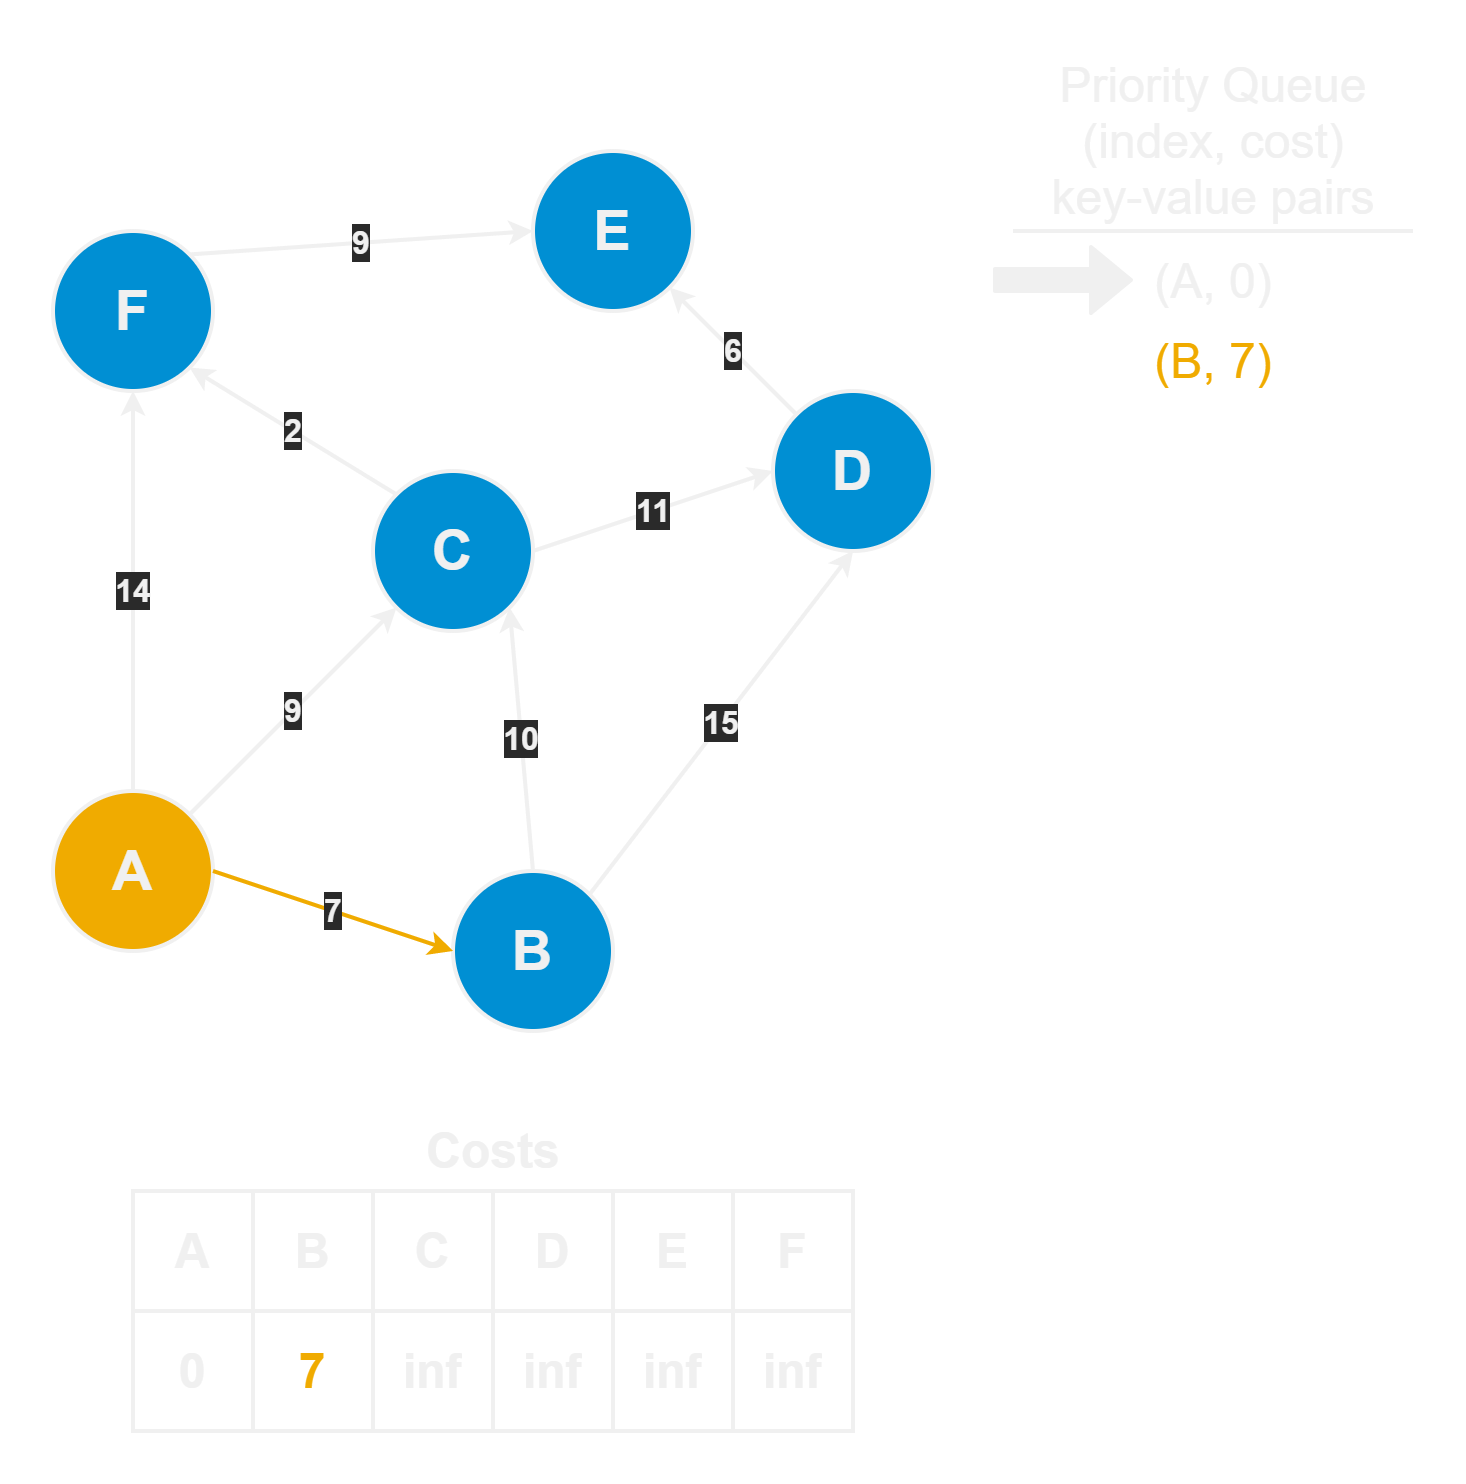 Priority Queue
(index, cost)
key-value pairs
(A, 0)
(B, 7)
E
9
F
6
2
D
11
C
14
9
10
15
A
7
B
Costs
A B C D E F
0 7 inf inf inf inf